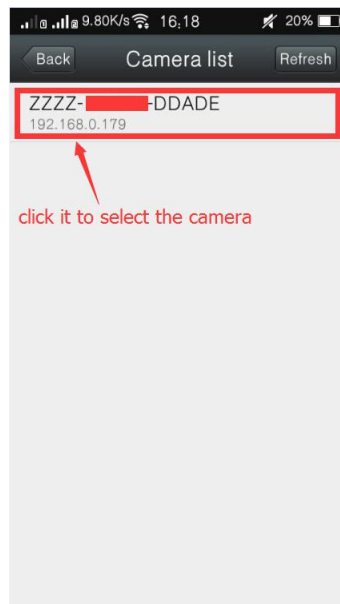 9.80K/s 16:18 20%
Back Camera list Refresh
ZZZZ- -DDADE
192.168.0.179
click it to select the camera